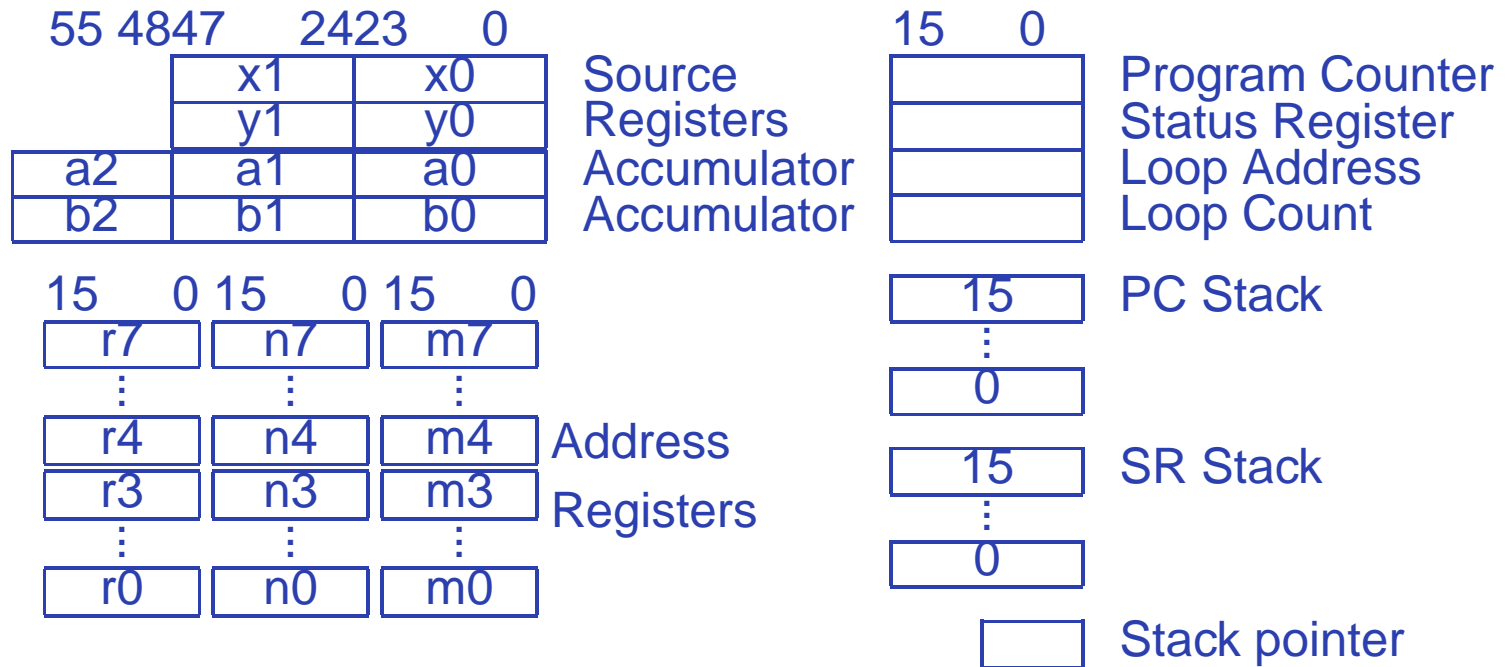 55 4847 2423 0
x1 x0 Source
y1 y0 Registers
a2 a1 a0 Accumulator
b2 b1 b0 Accumulator
15 0 15 0 15 0
r7 n7 m7
⋮ ⋮ ⋮
r4 n4 m4 Address
r3 n3 m3 Registers
⋮ ⋮ ⋮
r0 n0 m0
15 0
Program Counter
Status Register
Loop Address
Loop Count
15 PC Stack
⋮
0
15 SR Stack
⋮
0
Stack pointer